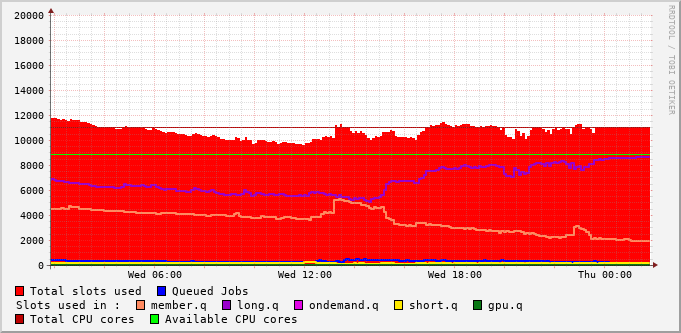 20000
18000
16000
14000
12000
10000
8000
6000
4000
2000
0
Wed 06:00 Wed 12:00 Wed 18:00 Thu 00:00
RRDTOOL / TOBI OETIKER
Total slots used Queued Jobs
Slots used in : member.q long.q ondemand.q short.q gpu.q
Total CPU cores Available CPU cores